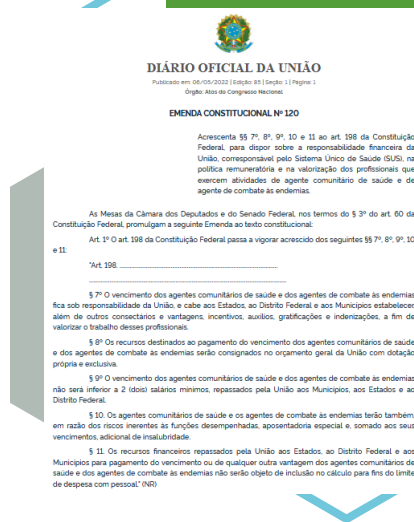 DIÁRIO OFICIAL DA UNIÃO
Publicado em: 06/05/2022 | Edição: 85 | Seção: 1 | Página: 1
Órgão: Atos do Congresso Nacional
EMENDA CONSTITUCIONAL Nº 120
Acrescenta §§ 7º, 8º, 9º, 10 e 11 ao art. 198 da Constituição
Federal, para dispor sobre a responsabilidade financeira da
União, corresponsável pelo Sistema Único de Saúde (SUS), na
política remuneratória e na valorização dos profissionais que
exercem atividades de agente comunitário de saúde e de
agente de combate às endemias.
As Mesas da Câmara dos Deputados e do Senado Federal, nos termos do § 3º do art. 60 da
Constituição Federal, promulgam a seguinte Emenda ao texto constitucional:
Art. 1º O art. 198 da Constituição Federal passa a vigorar acrescido dos seguintes §§ 7º, 8º, 9º, 10
e 11:
"Art. 198. ................................................................
................................................................................
§ 7º O vencimento dos agentes comunitários de saúde e dos agentes de combate às endemias
fica sob responsabilidade da União, e cabe aos Estados, ao Distrito Federal e aos Municípios estabelecer,
além de outros consectários e vantagens, incentivos, auxílios, gratificações e indenizações, a fim de
valorizar o trabalho desses profissionais.
§ 8º Os recursos destinados ao pagamento do vencimento dos agentes comunitários de saúde
e dos agentes de combate às endemias serão consignados no orçamento geral da União com dotação
própria e exclusiva.
§ 9º O vencimento dos agentes comunitários de saúde e dos agentes de combate às endemias
não será inferior a 2 (dois) salários mínimos, repassados pela União aos Municípios, aos Estados e ao
Distrito Federal.
§ 10. Os agentes comunitários de saúde e os agentes de combate às endemias terão também,
em razão dos riscos inerentes às funções desempenhadas, aposentadoria especial e, somado aos seus
vencimentos, adicional de insalubridade.
§ 11. Os recursos financeiros repassados pela União aos Estados, ao Distrito Federal e aos
Municípios para pagamento do vencimento ou de qualquer outra vantagem dos agentes comunitários de
saúde e dos agentes de combate às endemias não serão objeto de inclusão no cálculo para fins do limite
de despesa com pessoal." (NR)